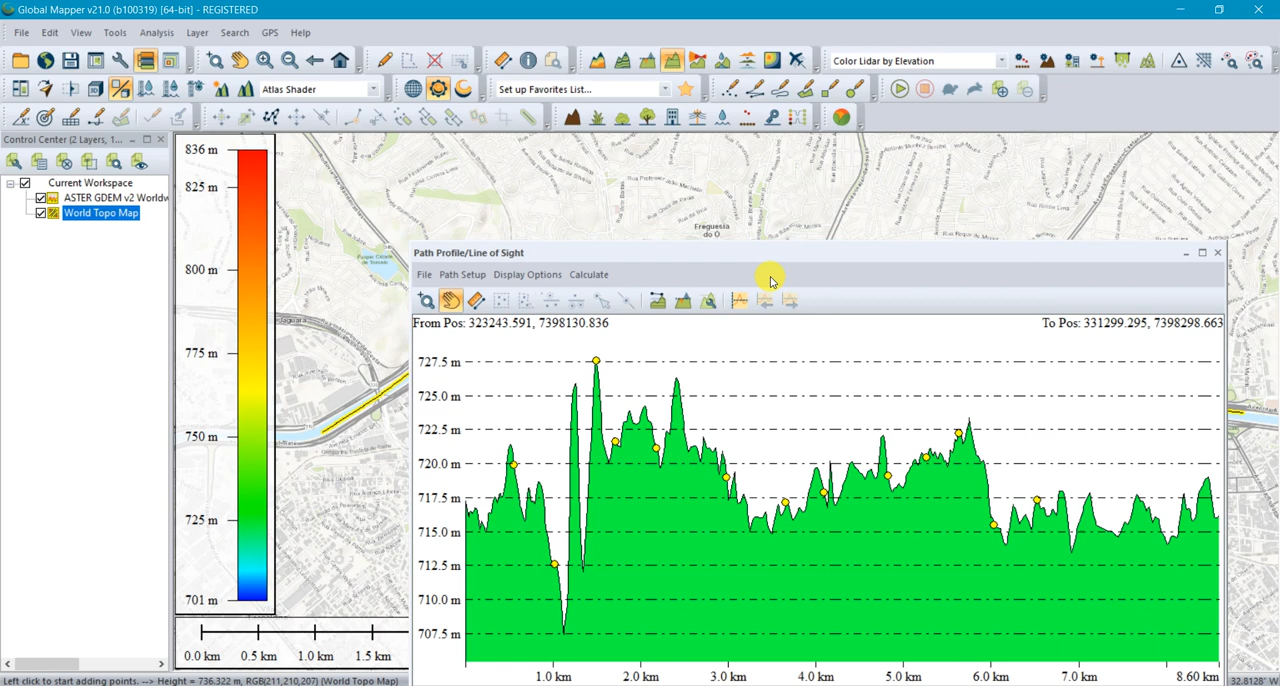 Global Mapper v21.0 (b100319) [64-bit] - REGISTERED
File Edit View Tools Analysis Layer Search GPS Help
Color Lidar by Elevation
Atlas Shader
Set up Favorites List...
Control Center (2 Layers, 1...
Current Workspace
ASTER GDEM v2 Worldw
World Topo Map
836 m
825 m
800 m
775 m
750 m
725 m
701 m
0.0 km 0.5 km 1.0 km 1.5 km
Freguesia
do Ó
Path Profile/Line of Sight
File Path Setup Display Options Calculate
From Pos: 323243.591, 7398130.836
To Pos: 331299.295, 7398298.663
727.5 m
725.0 m
722.5 m
720.0 m
717.5 m
715.0 m
712.5 m
710.0 m
707.5 m
1.0 km 2.0 km 3.0 km 4.0 km 5.0 km 6.0 km 7.0 km 8.60 km
Left click to start adding points. --> Height = 736.322 m, RGB(211,210,207) (World Topo Map)
32.8128" W